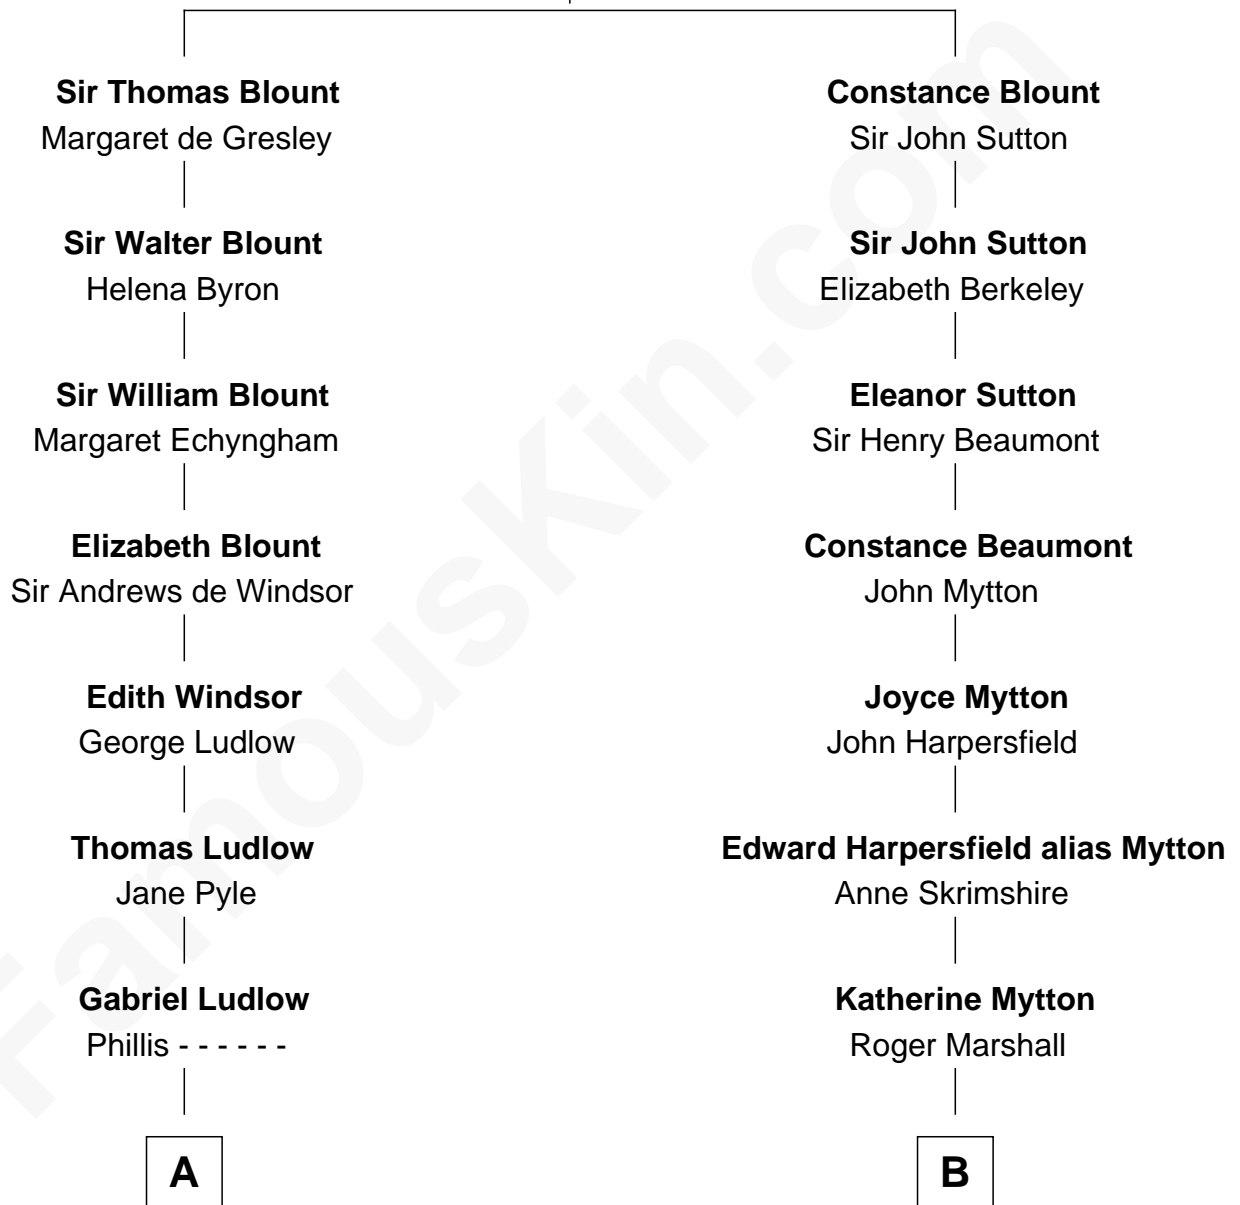 Sir Thomas Blount
Margaret de Gresley
Sir Walter Blount
Helena Byron
Sir William Blount
Margaret Echyngham
Elizabeth Blount
Sir Andrews de Windsor
Edith Windsor
George Ludlow
Thomas Ludlow
Jane Pyle
Gabriel Ludlow
Phillis - - - - - -
A
Constance Blount
Sir John Sutton
Sir John Sutton
Elizabeth Berkeley
Eleanor Sutton
Sir Henry Beaumont
Constance Beaumont
John Mytton
Joyce Mytton
John Harpersfield
Edward Harpersfield alias Mytton
Anne Skrimshire
Katherine Mytton
Roger Marshall
B
FamousKin.com